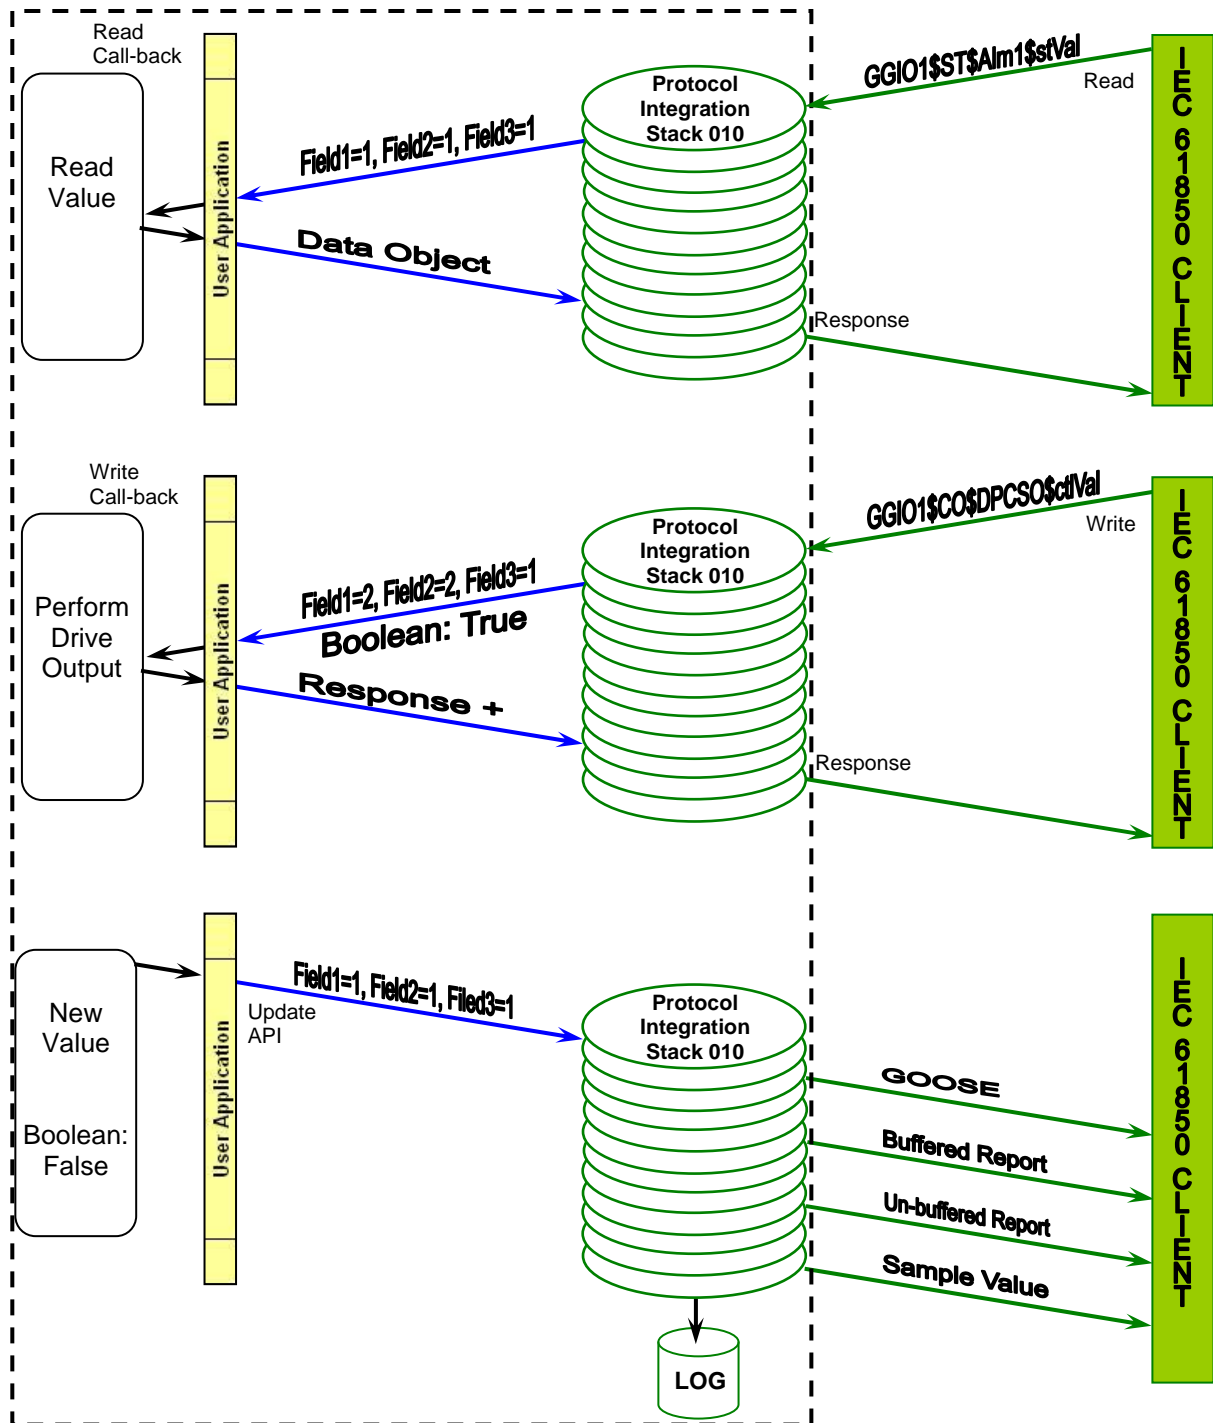 Read
Call-back
Read
Value
User Application
Field1=1, Field2=1, Field3=1
Data Object
Protocol
Integration
Stack 010
GGIO1$ST$Alm1$stVal
Read
Response
IEC 61850 CLIENT
Write
Call-back
Perform
Drive
Output
User Application
Field1=2, Field2=2, Field3=1
Boolean: True
Response +
Protocol
Integration
Stack 010
GGIO1$CO$DPCSO$ctlVal
Write
Response
IEC 61850 CLIENT
New
Value
Boolean:
False
User Application
Field1=1, Field2=1, Filed3=1
Update
API
Protocol
Integration
Stack 010
GOOSE
Buffered Report
Un-buffered Report
Sample Value
IEC 61850 CLIENT
LOG